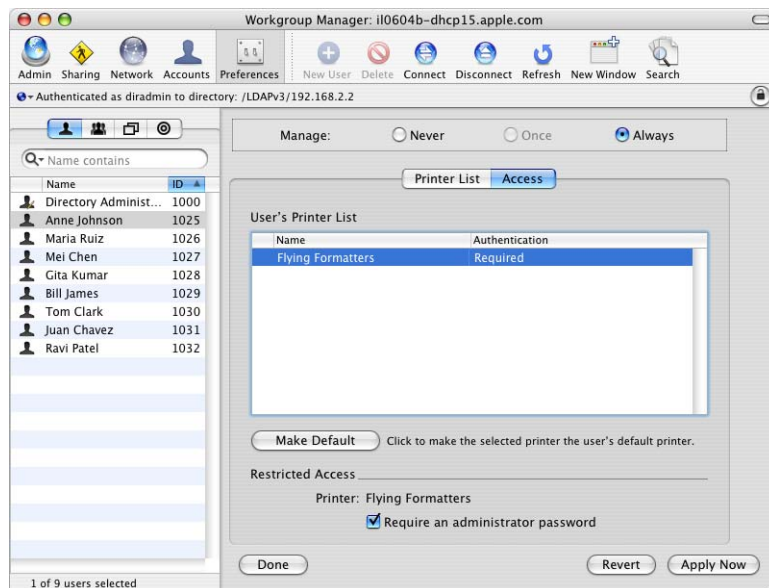 Workgroup Manager: il0604b-dhcp15.apple.com
Admin Sharing Network Accounts Preferences New User Delete Connect Disconnect Refresh New Window Search
Authenticated as diradmin to directory: /LDAPv3/192.168.2.2
Manage: Never Once Always
Name contains
Name ID
Directory Administ... 1000
Anne Johnson 1025
Maria Ruiz 1026
Mei Chen 1027
Gita Kumar 1028
Bill James 1029
Tom Clark 1030
Juan Chavez 1031
Ravi Patel 1032
1 of 9 users selected
Printer List Access
User's Printer List
Name Authentication
Flying Formatters Required
Make Default Click to make the selected printer the user's default printer.
Restricted Access
Printer: Flying Formatters
Require an administrator password
Done Revert Apply Now